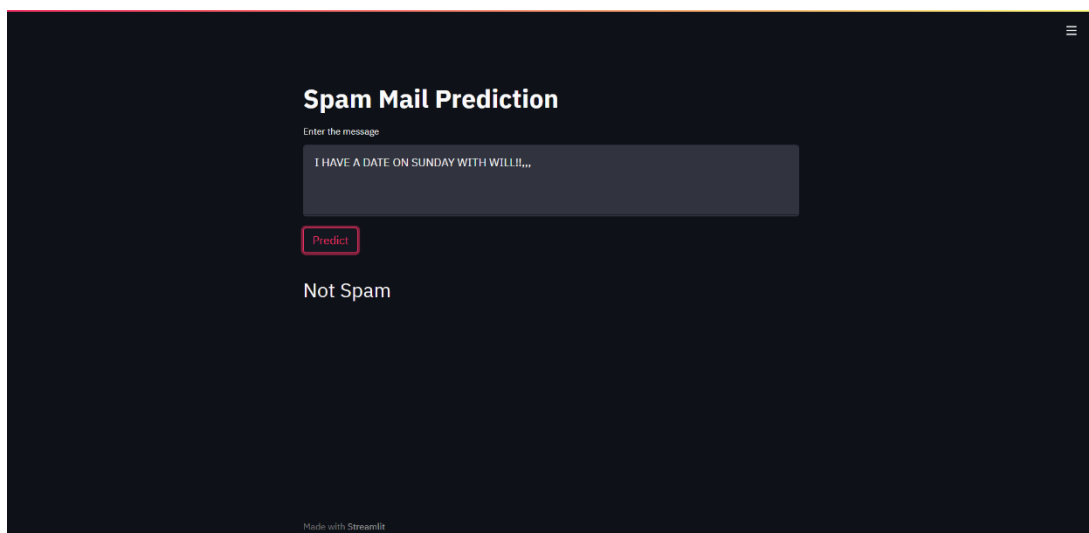 Spam Mail Prediction
Enter the message
I HAVE A DATE ON SUNDAY WITH WILL!!,,,
Predict
Not Spam
Made with Streamlit